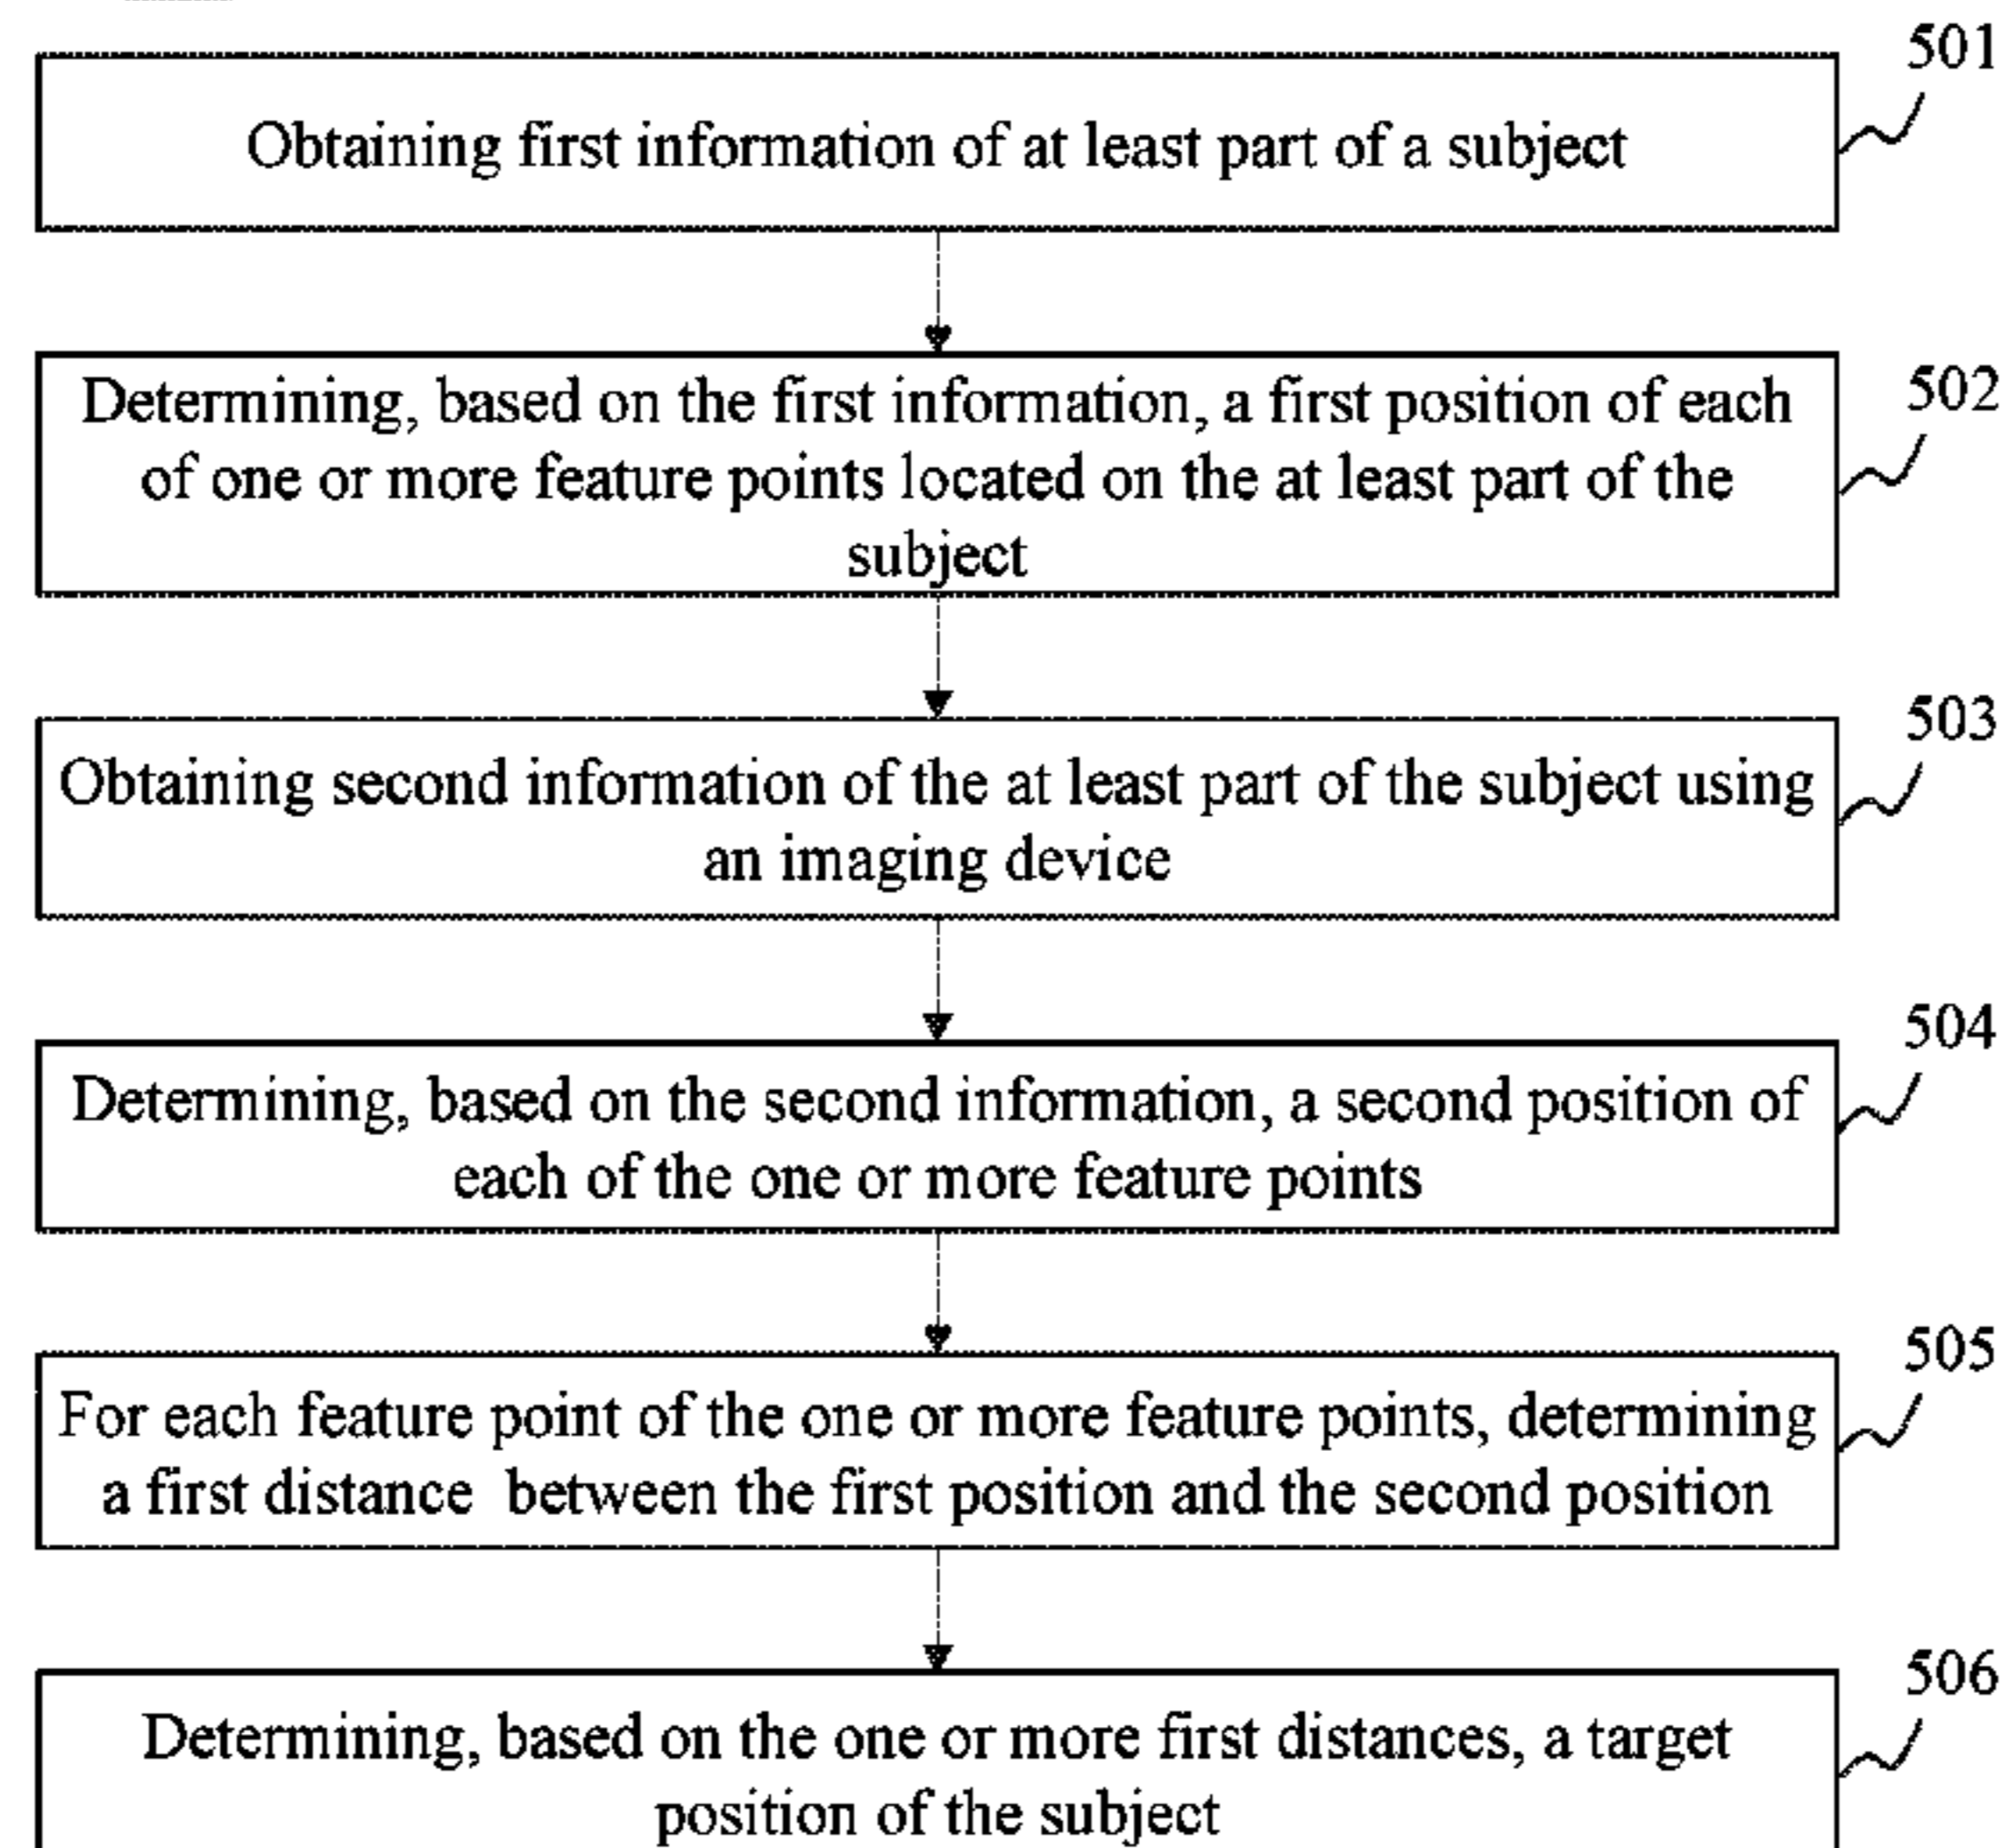 501
Obtaining first information of at least part of a subject
502
Determining, based on the first information, a first position of each
of one or more feature points located on the at least part of the
subject
503
Obtaining second information of the at least part of the subject using
an imaging device
504
Determining, based on the second information, a second position of
each of the one or more feature points
505
For each feature point of the one or more feature points, determining
a first distance between the first position and the second position
506
Determining, based on the one or more first distances, a target
position of the subject